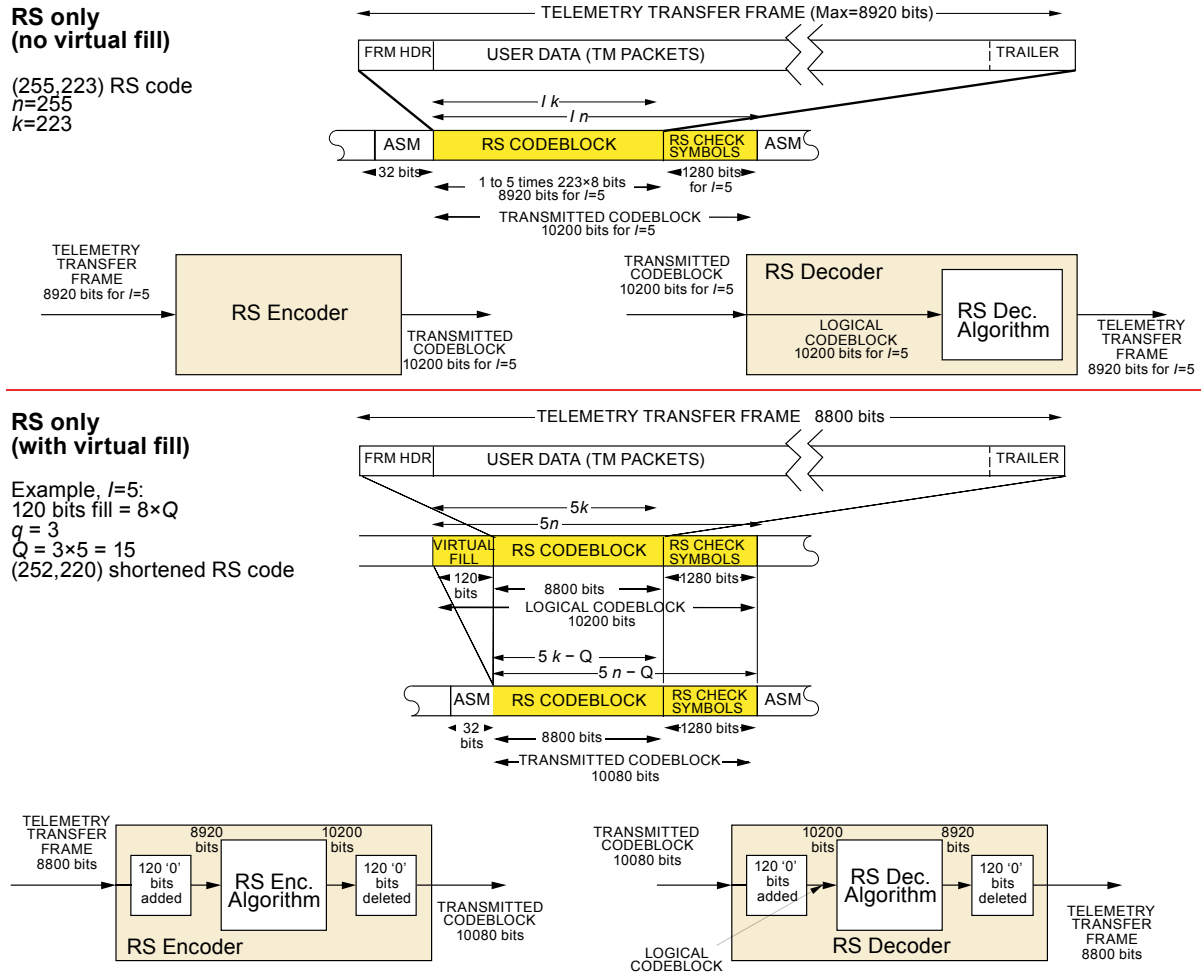 RS only
(no virtual fill)
(255,223) RS code
n=255
k=223
TELEMETRY TRANSFER FRAME (Max=8920 bits)
FRM HDR
USER DATA (TM PACKETS)
TRAILER
I k
I n
ASM
RS CODEBLOCK
RS CHECK
SYMBOLS
ASM
32 bits
1 to 5 times 223×8 bits
8920 bits for I=5
1280 bits
for I=5
TRANSMITTED CODEBLOCK
10200 bits for I=5
TELEMETRY
TRANSFER
FRAME
8920 bits for I=5
RS Encoder
TRANSMITTED
CODEBLOCK
10200 bits for I=5
TRANSMITTED
CODEBLOCK
10200 bits for I=5
RS Decoder
LOGICAL
CODEBLOCK
10200 bits for I=5
RS Dec.
Algorithm
TELEMETRY
TRANSFER
FRAME
8920 bits for I=5
RS only
(with virtual fill)
Example, I=5:
120 bits fill = 8×Q
q = 3
Q = 3×5 = 15
(252,220) shortened RS code
TELEMETRY TRANSFER FRAME 8800 bits
FRM HDR
USER DATA (TM PACKETS)
TRAILER
5k
5n
VIRTUAL
FILL
RS CODEBLOCK
RS CHECK
SYMBOLS
120
bits
8800 bits
1280 bits
LOGICAL CODEBLOCK
10200 bits
5 k – Q
5 n – Q
ASM
RS CODEBLOCK
RS CHECK
SYMBOLS
ASM
32
bits
8800 bits
1280 bits
TRANSMITTED CODEBLOCK
10080 bits
TELEMETRY
TRANSFER
FRAME
8800 bits
120 '0'
bits
added
8920
bits
RS Enc.
Algorithm
10200
bits
120 '0'
bits
deleted
RS Encoder
TRANSMITTED
CODEBLOCK
10080 bits
TRANSMITTED
CODEBLOCK
10080 bits
120 '0'
bits
added
10200
bits
RS Dec.
Algorithm
8920
bits
120 '0'
bits
deleted
RS Decoder
LOGICAL
CODEBLOCK
TELEMETRY
TRANSFER
FRAME
8800 bits